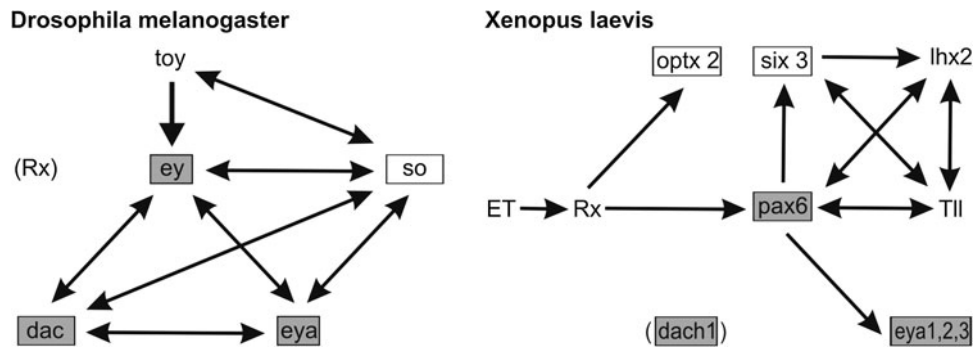 Drosophila melanogaster
toy
(Rx)
ey
so
dac
eya
Xenopus laevis
optx 2
six 3
lhx2
ET
Rx
pax6
Tll
(dach1)
eya1,2,3